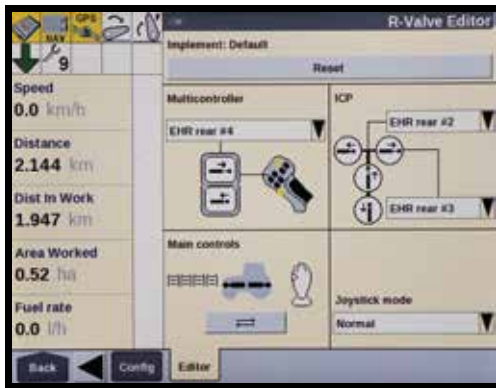 GPS
NAV
R-Valve Editor
9
Implement: Default
Reset
Speed
0.0 km/h
Multicontroller
ICP
EHR rear #4
EHR rear #2
Distance
2.144 km
Dist In Work
1.947 km
EHR rear #3
Area Worked
0.52 ha
Main controls
Fuel rate
0.0 l/h
Joystick mode
Normal
Back
Config
Editor